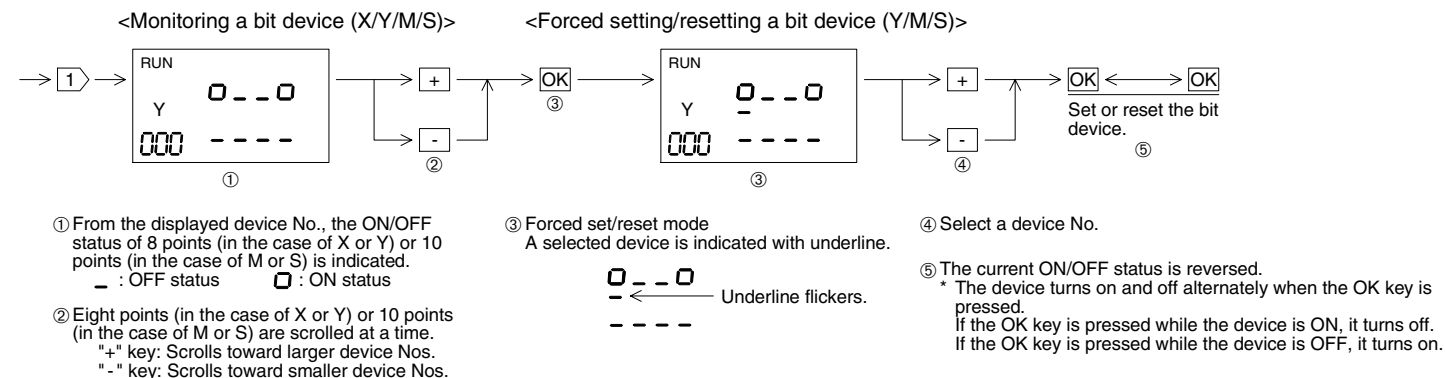 <Monitoring a bit device (X/Y/M/S)>
<Forced setting/resetting a bit device (Y/M/S)>
1
RUN
Y
000
①
+
-
②
OK
③
RUN
Y
000
③
+
-
④
OK
OK
Set or reset the bit
device.
⑤
① From the displayed device No., the ON/OFF
status of 8 points (in the case of X or Y) or 10
points (in the case of M or S) is indicated.
_ : OFF status   o : ON status
② Eight points (in the case of X or Y) or 10 points
(in the case of M or S) are scrolled at a time.
"+" key: Scrolls toward larger device Nos.
"-" key: Scrolls toward smaller device Nos.
③ Forced set/reset mode
A selected device is indicated with underline.
Underline flickers.
④ Select a device No.
⑤ The current ON/OFF status is reversed.
* The device turns on and off alternately when the OK key is
pressed.
If the OK key is pressed while the device is ON, it turns off.
If the OK key is pressed while the device is OFF, it turns on.